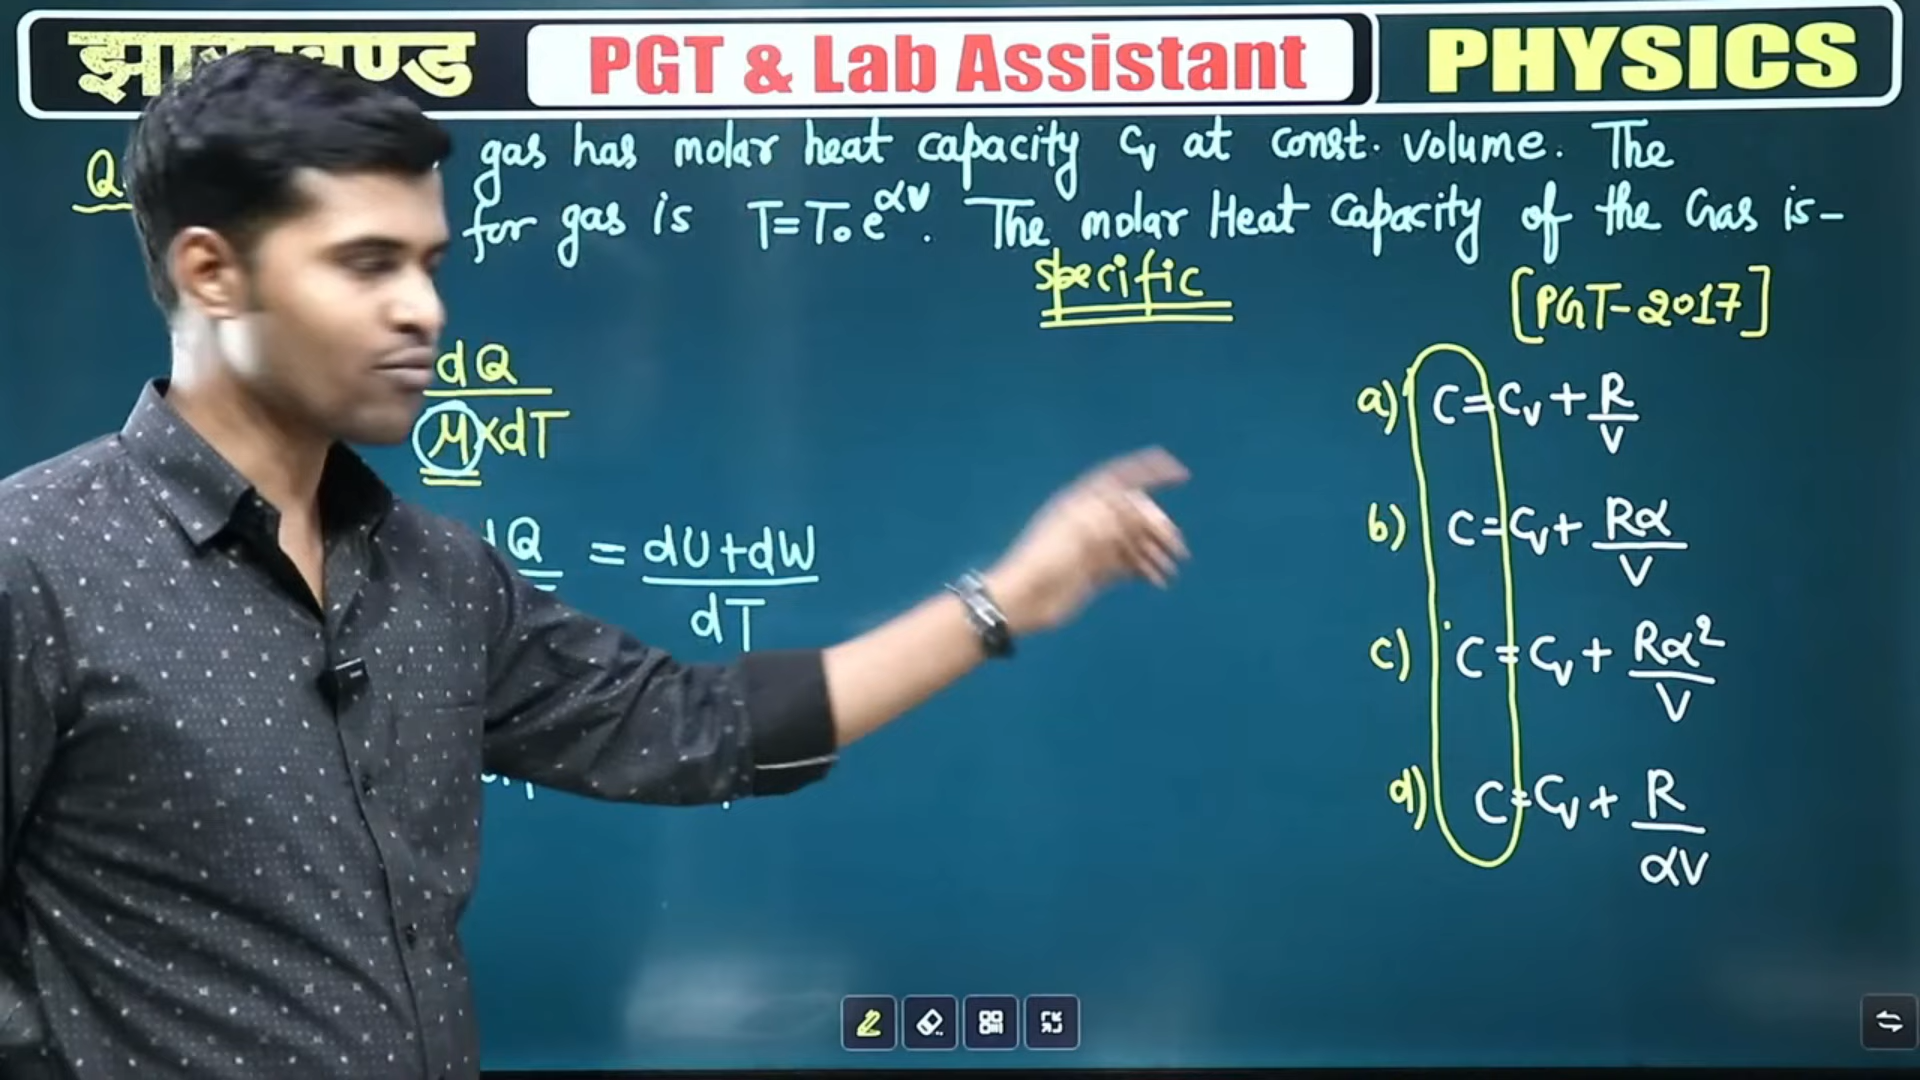 झारखण्ड PGT & Lab Assistant PHYSICS
Q. gas has molar heat capacity Cv at const. volume. The
for gas is T=T₀e^αv. The molar Heat Capacity of the Gas is-
specific
[PGT-2017]
dQ
M×dT
dQ = dU+dW
dT
a) C=Cv+R/V
b) C=Cv+Rα/V
c) C=Cv+Rα²/V
d) C=Cv+R/αV